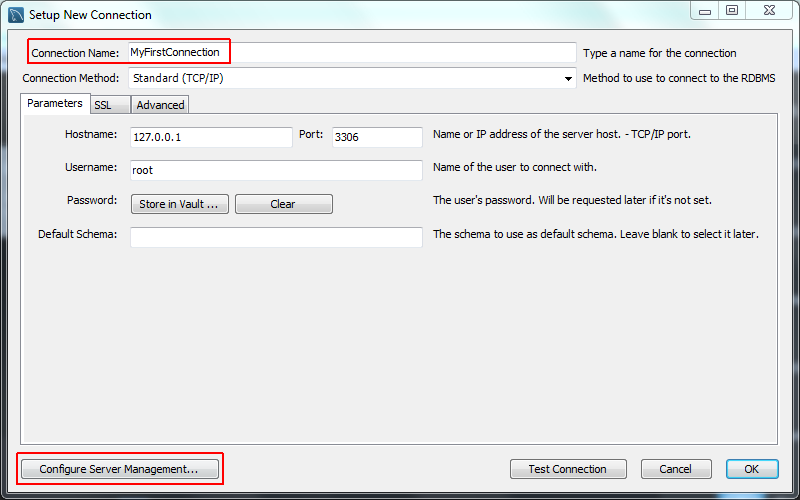 Setup New Connection
Connection Name: MyFirstConnection Type a name for the connection
Connection Method: Standard (TCP/IP) Method to use to connect to the RDBMS
Parameters SSL Advanced
Hostname: 127.0.0.1 Port: 3306 Name or IP address of the server host. - TCP/IP port.
Username: root Name of the user to connect with.
Password: Store in Vault ... Clear The user's password. Will be requested later if it's not set.
Default Schema: The schema to use as default schema. Leave blank to select it later.
Configure Server Management... Test Connection Cancel OK